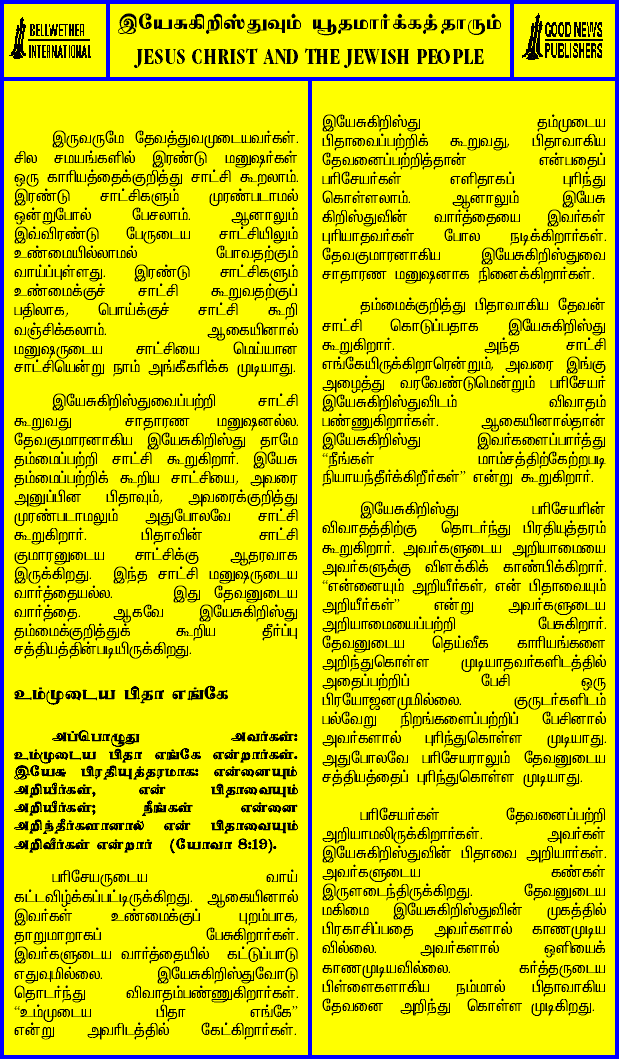 BELLWETHER
INTERNATIONAL
இயேசுகிறிஸ்துவும் யூதமார்க்கத்தாரும்
JESUS CHRIST AND THE JEWISH PEOPLE
GOOD NEWS
PUBLISHERS
இருவருமே தேவத்துவமுடையவர்கள்.
சில சமயங்களில் இரண்டு மனுஷர்கள்
ஒரு காரியத்தைக்குறித்து சாட்சி கூறலாம்.
இரண்டு சாட்சிகளும் முரண்படாமல்
ஒன்றுபோல் பேசலாம். ஆனாலும்
இவ்விரண்டு பேருடைய சாட்சியிலும்
உண்மையில்லாமல் போவதற்கும்
வாய்ப்புள்ளது. இரண்டு சாட்சிகளும்
உண்மைக்குச் சாட்சி கூறுவதற்குப்
பதிலாக, பொய்க்குச் சாட்சி கூறி
வஞ்சிக்கலாம். ஆகையினால்
மனுஷருடைய சாட்சியை மெய்யான
சாட்சியென்று நாம் அங்கீகரிக்க முடியாது.
இயேசுகிறிஸ்துவைப்பற்றி சாட்சி
கூறுவது சாதாரண மனுஷனல்ல.
தேவகுமாரனாகிய இயேசுகிறிஸ்து தாமே
தம்மைப்பற்றி சாட்சி கூறுகிறார். இயேசு
தம்மைப்பற்றிக் கூறிய சாட்சியை, அவரை
அனுப்பின பிதாவும், அவரைக்குறித்து
முரண்படாமலும் அதுபோலவே சாட்சி
கூறுகிறார். பிதாவின் சாட்சி
குமாரனுடைய சாட்சிக்கு ஆதரவாக
இருக்கிறது. இந்த சாட்சி மனுஷருடைய
வார்த்தையல்ல. இது தேவனுடைய
வார்த்தை. ஆகவே இயேசுகிறிஸ்து
தம்மைக்குறித்துக் கூறிய தீர்ப்பு
சத்தியத்தின்படியிருக்கிறது.
உம்முடைய பிதா எங்கே
அப்பொழுது அவர்கள்:
உம்முடைய பிதா எங்கே என்றார்கள்.
இயேசு பிரதியுத்தரமாக: என்னையும்
அறியீர்கள், என் பிதாவையும்
அறியீர்கள்; நீங்கள் என்னை
அறிந்தீர்களானால் என் பிதாவையும்
அறிவீர்கள் என்றார் (யோவா 8:19).
பரிசேயருடைய வாய்
கட்டவிழ்க்கப்பட்டிருக்கிறது. ஆகையினால்
இவர்கள் உண்மைக்குப் புறம்பாக,
தாறுமாறாகப் பேசுகிறார்கள்.
இவர்களுடைய வார்த்தையில் கட்டுப்பாடு
எதுவுமில்லை. இயேசுகிறிஸ்துவோடு
தொடர்ந்து விவாதம்பண்ணுகிறார்கள்.
“உம்முடைய பிதா எங்கே”
என்று அவரிடத்தில் கேட்கிறார்கள்.
இயேசுகிறிஸ்து தம்முடைய
பிதாவைப்பற்றிக் கூறுவது, பிதாவாகிய
தேவனைப்பற்றித்தான் என்பதைப்
பரிசேயர்கள் எளிதாகப் புரிந்து
கொள்ளலாம். ஆனாலும் இயேசு
கிறிஸ்துவின் வார்த்தையை இவர்கள்
புரியாதவர்கள் போல நடிக்கிறார்கள்.
தேவகுமாரனாகிய இயேசுகிறிஸ்துவை
சாதாரண மனுஷனாக நினைக்கிறார்கள்.
தம்மைக்குறித்து பிதாவாகிய தேவன்
சாட்சி கொடுப்பதாக இயேசுகிறிஸ்து
கூறுகிறார். அந்த சாட்சி
எங்கேயிருக்கிறாரென்றும், அவரை இங்கு
அழைத்து வரவேண்டுமென்றும் பரிசேயர்
இயேசுகிறிஸ்துவிடம் விவாதம்
பண்ணுகிறார்கள். ஆகையினால்தான்
இயேசுகிறிஸ்து இவர்களைப்பார்த்து
“நீங்கள் மாம்சத்திற்கேற்றபடி
நியாயந்தீர்க்கிறீர்கள்” என்று கூறுகிறார்.
இயேசுகிறிஸ்து பரிசேயரின்
விவாதத்திற்கு தொடர்ந்து பிரதியுத்தரம்
கூறுகிறார். அவர்களுடைய அறியாமையை
அவர்களுக்கு விளக்கிக் காண்பிக்கிறார்.
“என்னையும் அறியீர்கள், என் பிதாவையும்
அறியீர்கள்” என்று அவர்களுடைய
அறியாமையைப்பற்றி பேசுகிறார்.
தேவனுடைய தெய்வீக காரியங்களை
அறிந்துகொள்ள முடியாதவர்களிடத்தில்
அதைப்பற்றிப் பேசி ஒரு
பிரயோஜனமுமில்லை. குருடர்களிடம்
பல்வேறு நிறங்களைப்பற்றிப் பேசினால்
அவர்களால் புரிந்துகொள்ள முடியாது.
அதுபோலவே பரிசேயராலும் தேவனுடைய
சத்தியத்தைப் புரிந்துகொள்ள முடியாது.
பரிசேயர்கள் தேவனைப்பற்றி
அறியாமலிருக்கிறார்கள். அவர்கள்
இயேசுகிறிஸ்துவின் பிதாவை அறியார்கள்.
அவர்களுடைய கண்கள்
இருளடைந்திருக்கிறது. தேவனுடைய
மகிமை இயேசுகிறிஸ்துவின் முகத்தில்
பிரகாசிப்பதை அவர்களால் காணமுடிய
வில்லை. அவர்களால் ஒளியைக்
காணமுடியவில்லை. கர்த்தருடைய
பிள்ளைகளாகிய நம்மால் பிதாவாகிய
தேவனை அறிந்து கொள்ள முடிகிறது.